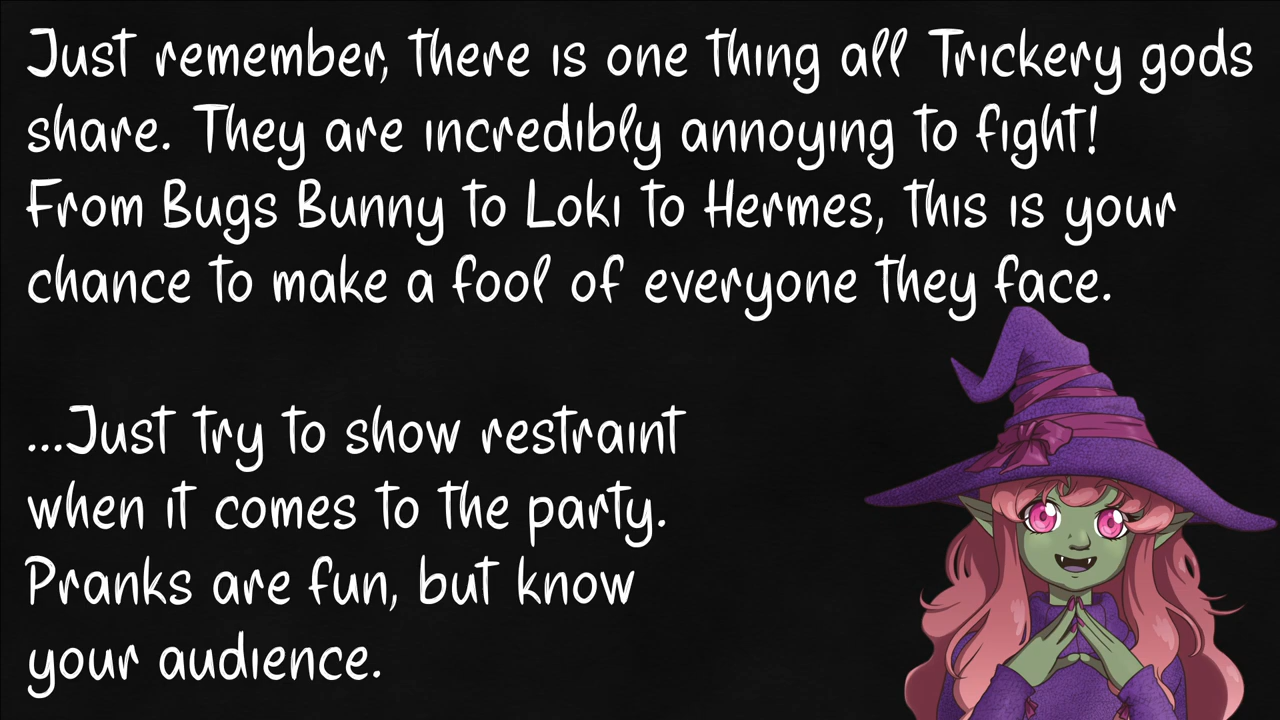 Just remember, there is one thing all Trickery gods
share. They are incredibly annoying to fight!
From Bugs Bunny to Loki to Hermes, this is your
chance to make a fool of everyone they face.
...Just try to show restraint
when it comes to the party.
Pranks are fun, but know
your audience.